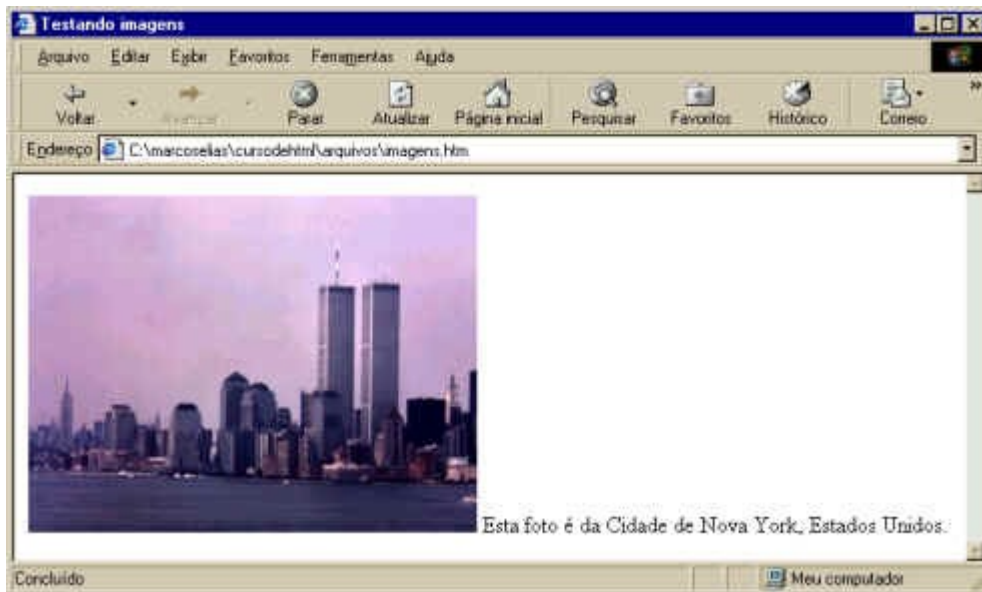 Testando imagens
Arquivo Editar Exibir Favoritos Ferramentas Ajuda
Voltar Avançar Parar Atualizar Página inicial Pesquisar Favoritos Histórico Correio »
Endereço C:\marcoselias\cursodehtml\arquivos\imagens.htm
Esta foto é da Cidade de Nova York, Estados Unidos.
Concluído Meu computador